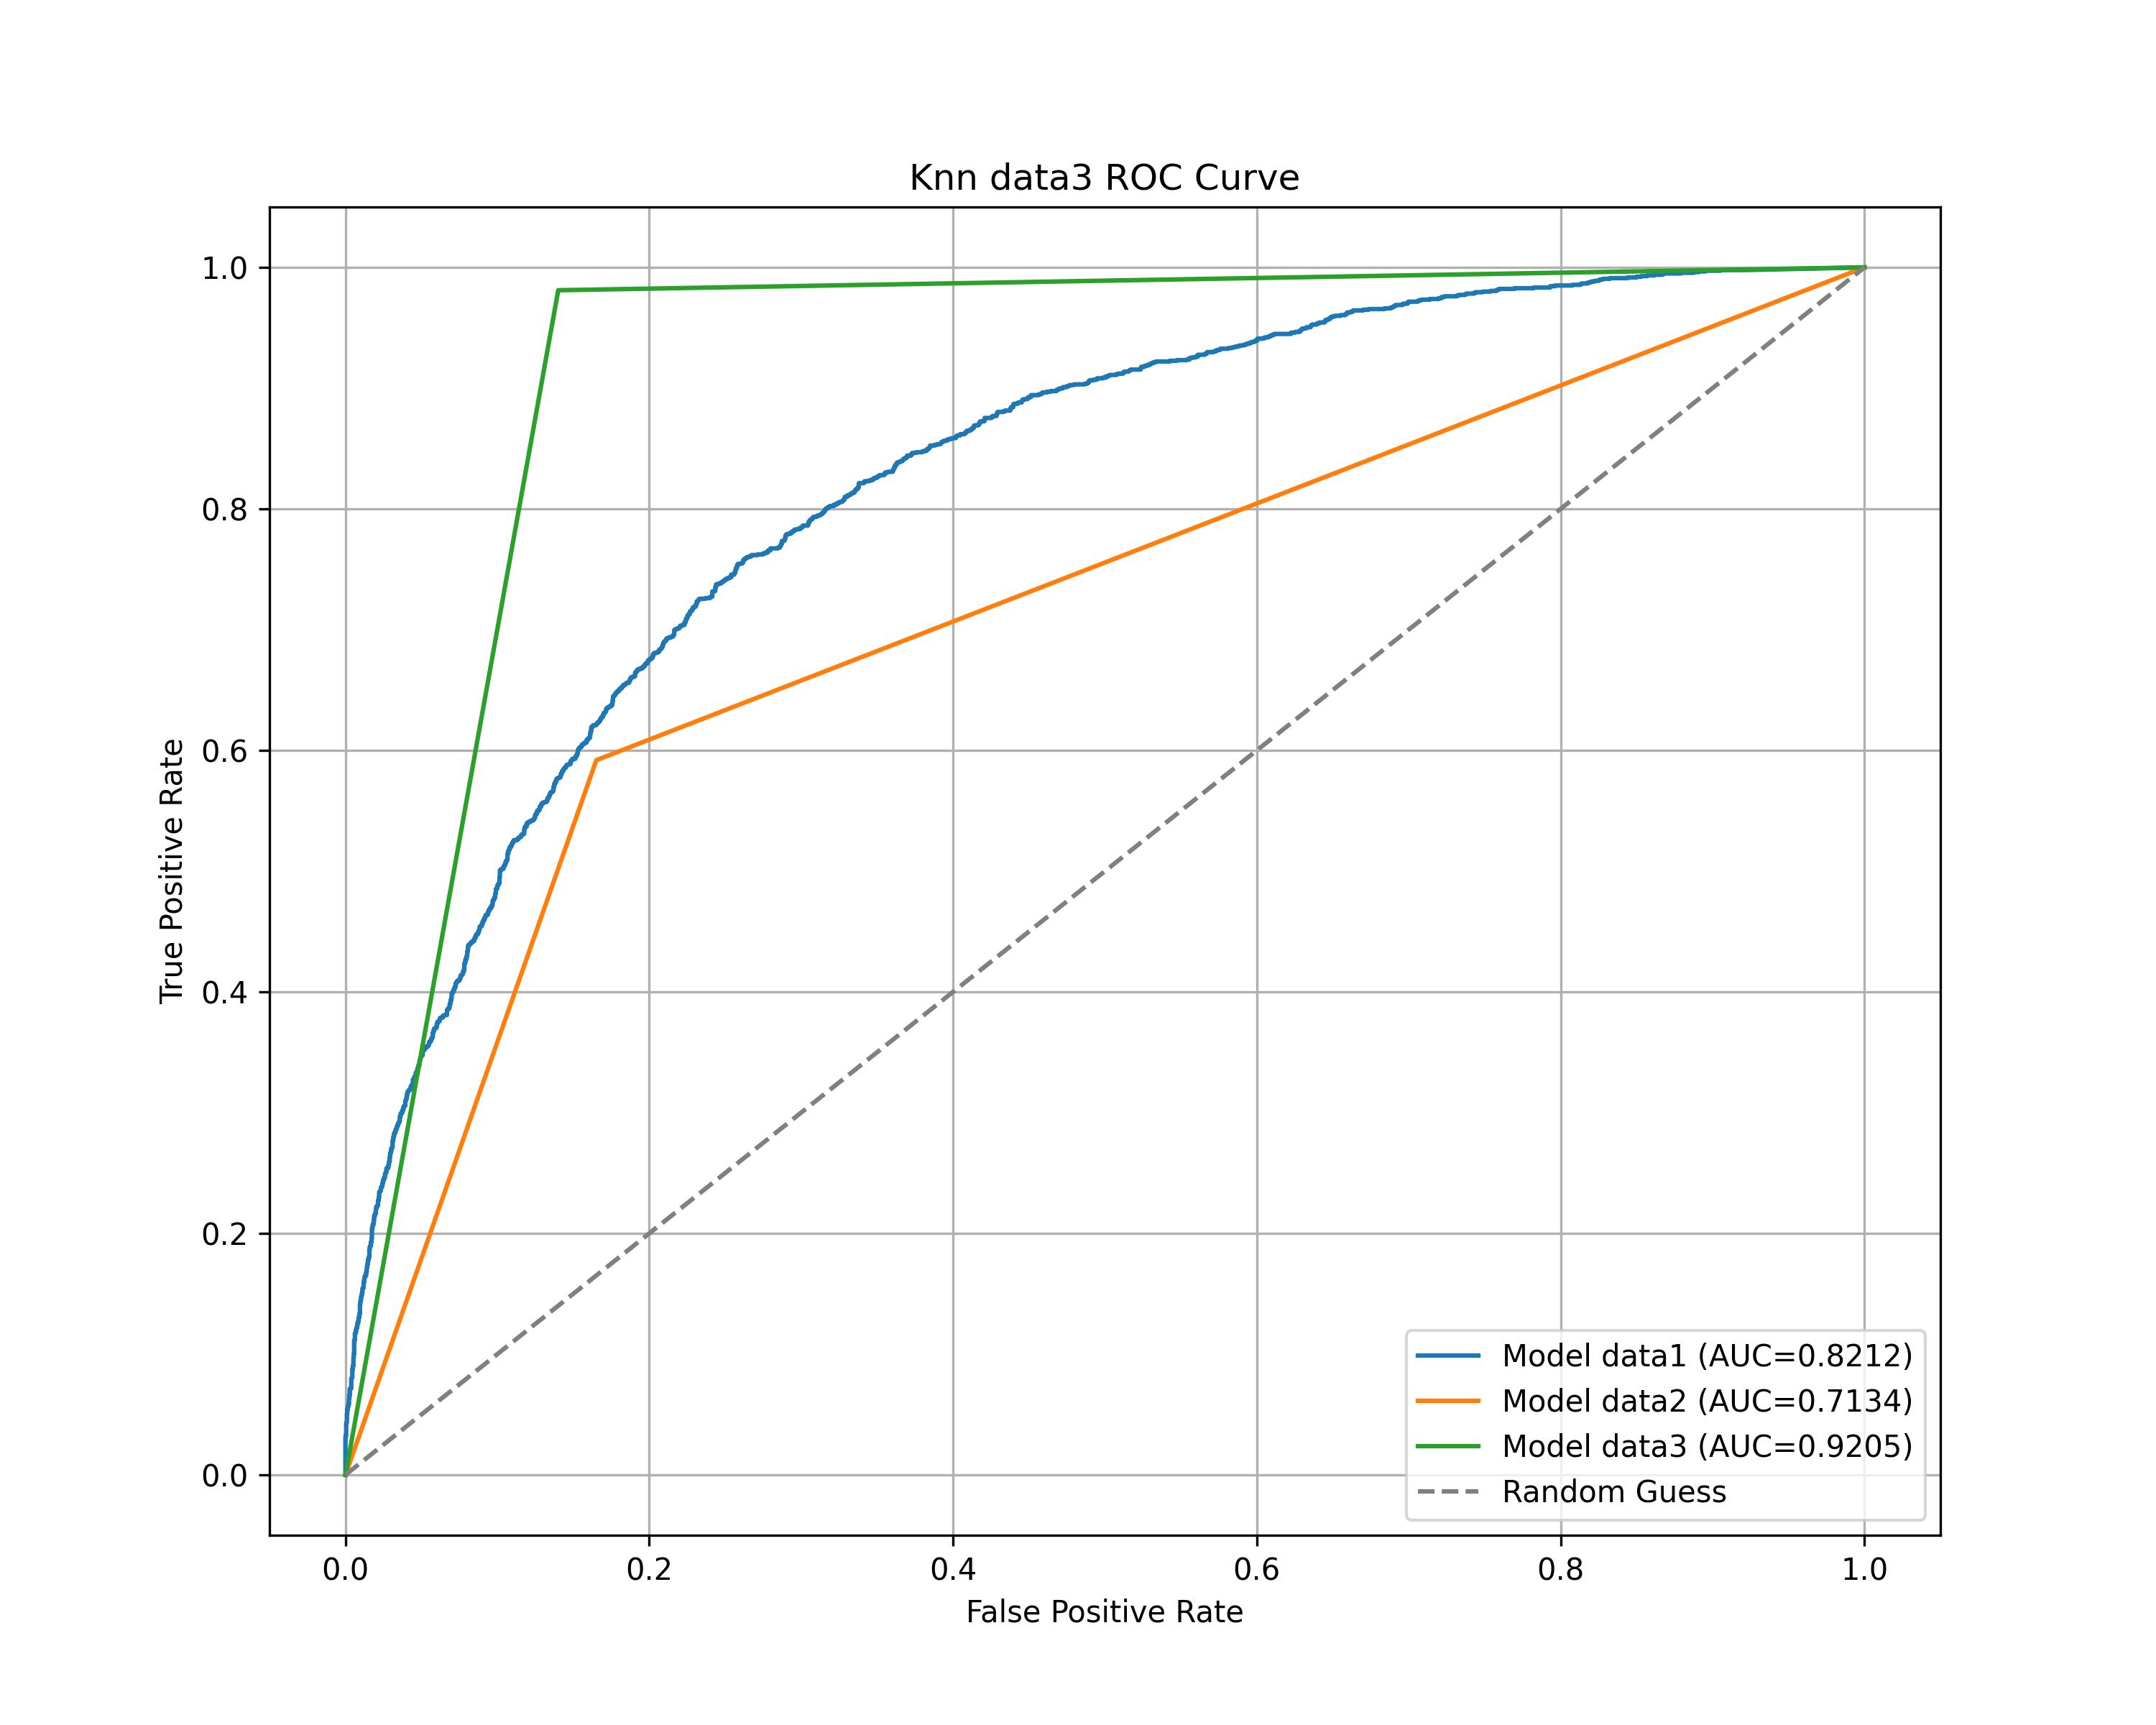 Knn data3 ROC Curve
True Positive Rate
1.0
0.8
0.6
0.4
0.2
0.0
0.0 0.2 0.4 0.6 0.8 1.0
False Positive Rate
Model data1 (AUC=0.8212)
Model data2 (AUC=0.7134)
Model data3 (AUC=0.9205)
Random Guess